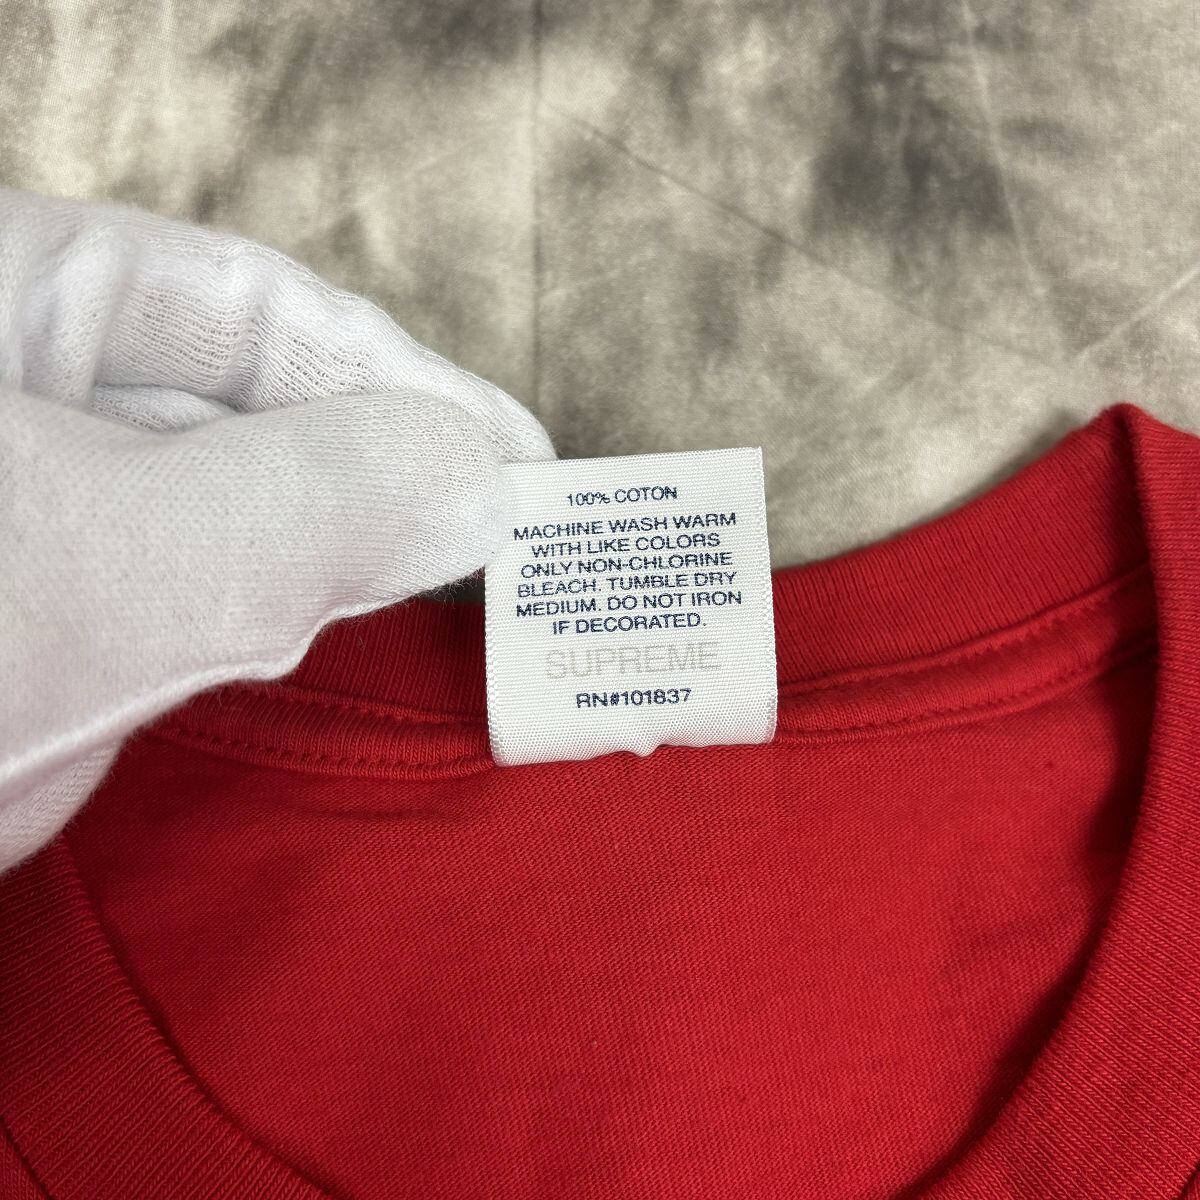 100% COTON
MACHINE WASH WARM
WITH LIKE COLORS
ONLY NON-CHLORINE
BLEACH. TUMBLE DRY
MEDIUM. DO NOT IRON
IF DECORATED.
SUPREME
RN#101837